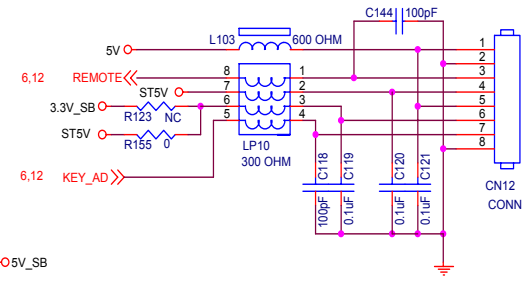 C144 100pF
L103 600 OHM
5V
1
2
6,12 REMOTE 8 1 3
ST5V 7 2 4
3.3V_SB 6 3 5
R123 NC 5 4 6
ST5V 7
R155 0 8
LP10
300 OHM
6,12 KEY_AD
C118 C119 C120 C121
100pF 0.1uF 0.1uF 0.1uF
CN12
CONN
5V_SB